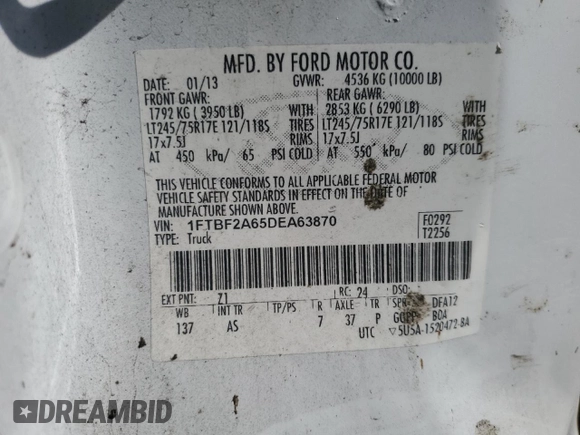 MFD. BY FORD MOTOR CO.
DATE: 01/13 GVWR: 4536 KG (10000 LB)
FRONT GAWR: REAR GAWR:
1792 KG ( 3950 LB) WITH 2853 KG ( 6290 LB) WITH
LT245/75R17E 121/118S TIRES LT245/75R17E 121/118S TIRES
17x7.5J RIMS 17x7.5J RIMS
AT 450 kPa/ 65 PSI COLD AT 550 kPa/ 80 PSI COLD
THIS VEHICLE CONFORMS TO ALL APPLICABLE FEDERAL MOTOR
VEHICLE SAFETY STANDARDS IN EFFECT ON THE DATE OF
MANUFACTURE SHOWN ABOVE.
VIN: 1FTBF2A65DEA63870 F0292
TYPE: Truck T2256
EXT PNT: Z1 RC: 24 DSO:
WB INT TR TP/PS R AXLE TR SPR DFA12
137 AS 7 37 P BD4
UTC ▽5U5A-1520472-BA
DREAMBID